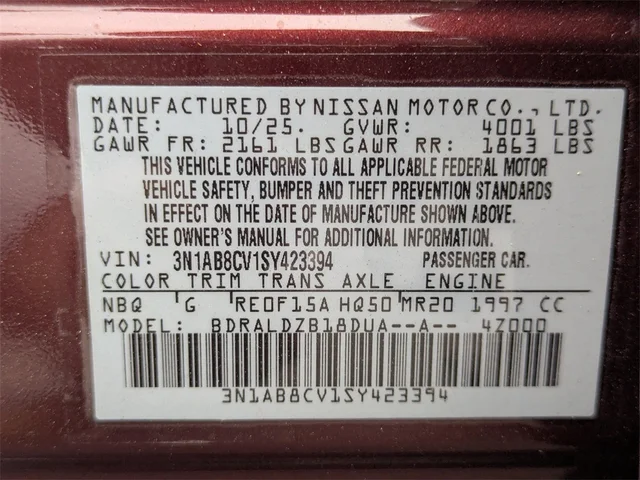 MANUFACTURED BY NISSAN MOTOR CO., LTD.
DATE: 10/25. GVWR: 4001 LBS
GAWR FR: 2161 LBS GAWR RR: 1863 LBS
THIS VEHICLE CONFORMS TO ALL APPLICABLE FEDERAL MOTOR
VEHICLE SAFETY, BUMPER AND THEFT PREVENTION STANDARDS
IN EFFECT ON THE DATE OF MANUFACTURE SHOWN ABOVE.
SEE OWNER'S MANUAL FOR ADDITIONAL INFORMATION.
VIN: 3N1AB8CV1SY423394 PASSENGER CAR.
COLOR TRIM TRANS AXLE ENGINE
NBQ G RE0F15A HQ50 MR20 1997 CC
MODEL: BDRALDZB18DUA--A-- 4Z000
3N1AB8CV1SY423394